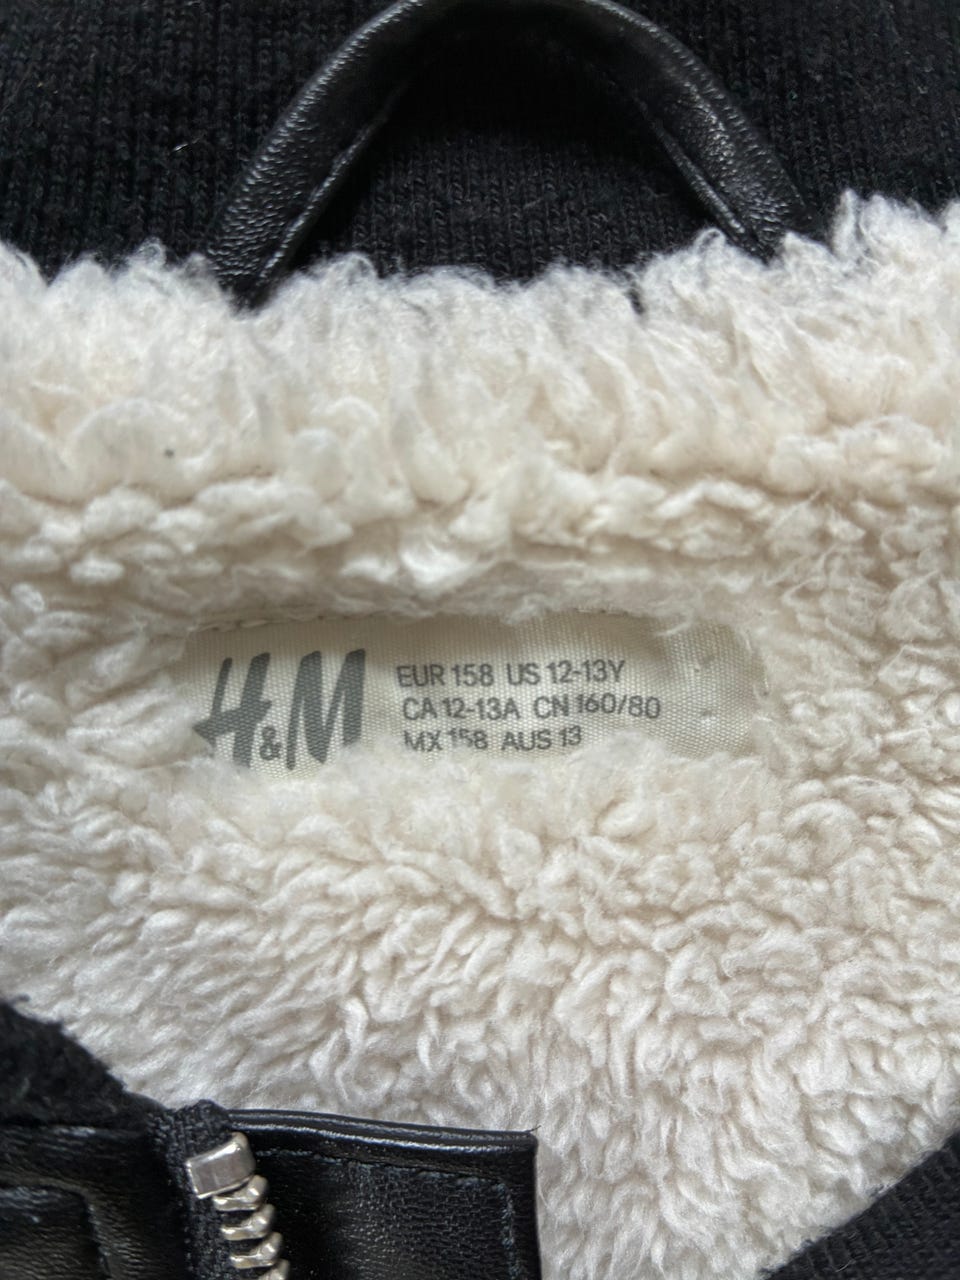 H&M
EUR 158 US 12-13Y
CA 12-13A CN 160/80
MX 158 AUS 13